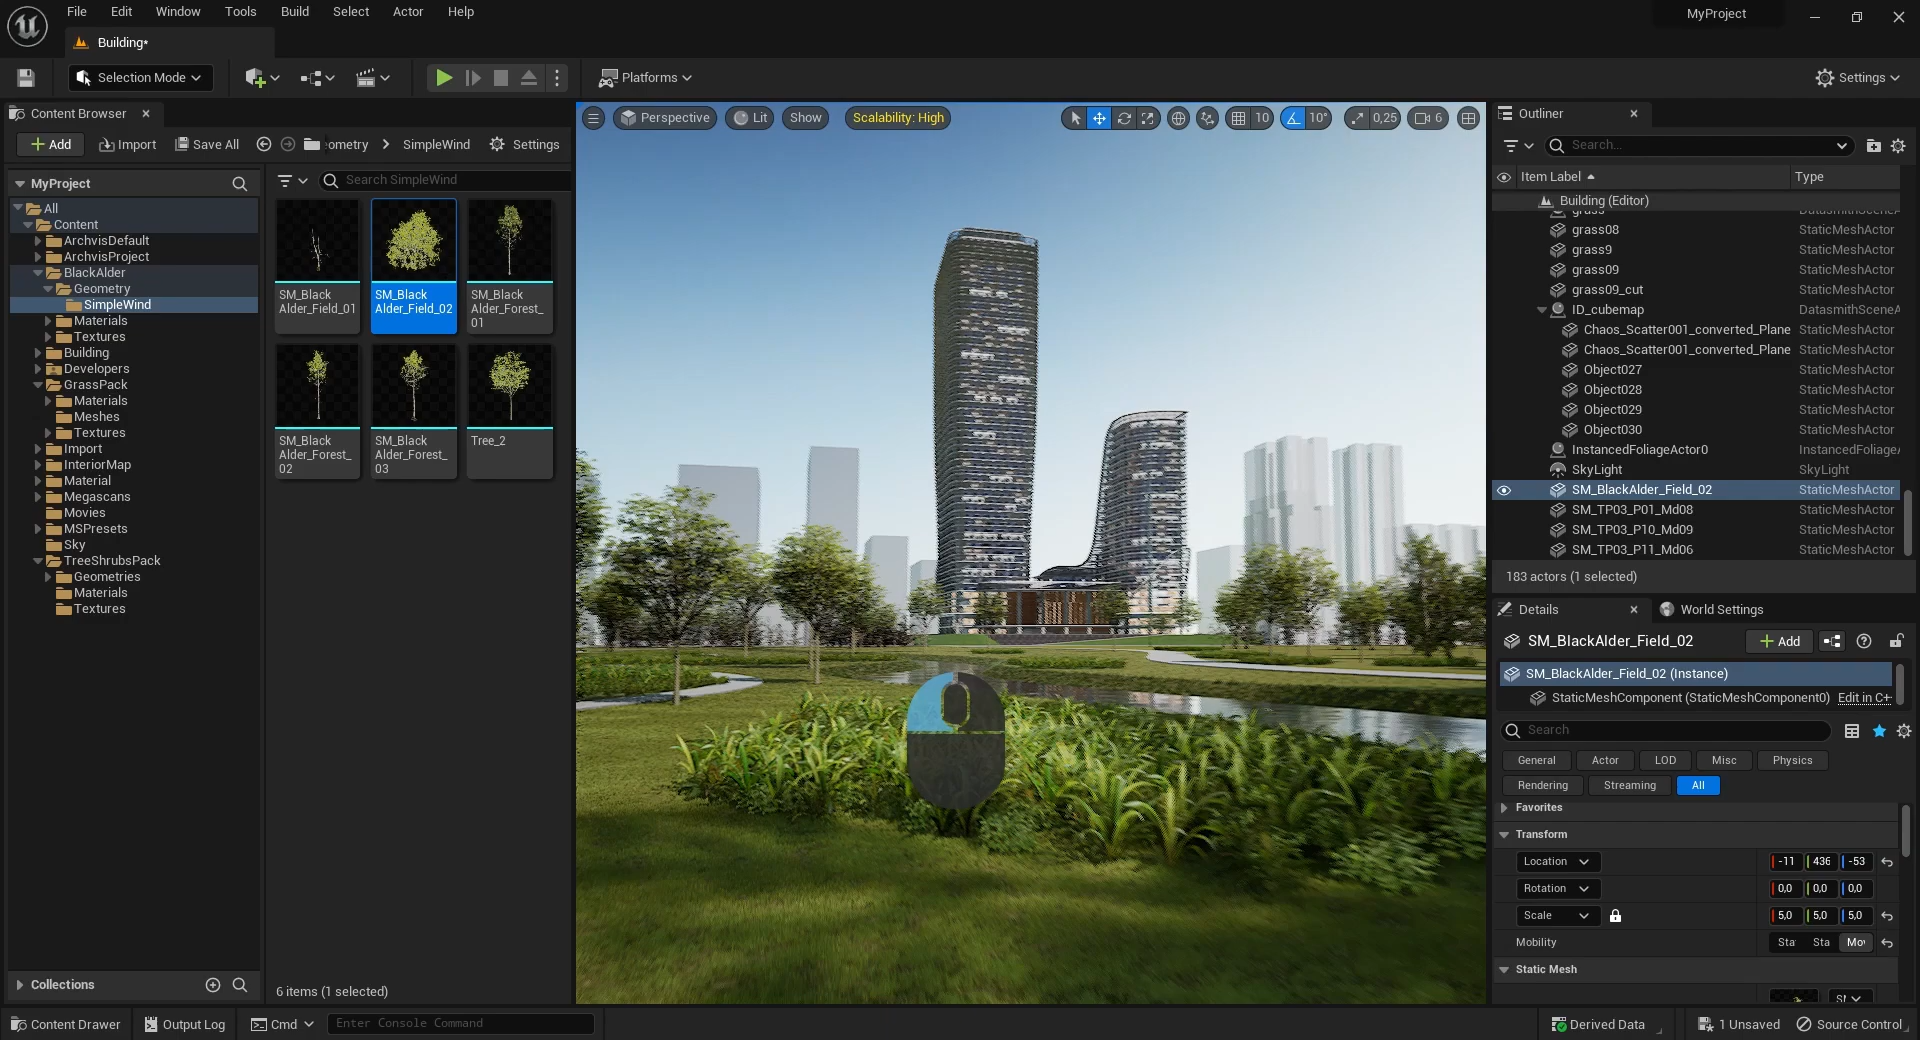 File Edit Window Tools Build Select Actor Help
MyProject
Building*
Selection Mode
Platforms
Settings
Content Browser
Add Import Save All ometry SimpleWind Settings
MyProject
All
Content
ArchvisDefault
ArchvisProject
BlackAlder
Geometry
SimpleWind
Materials
Textures
Building
Developers
GrassPack
Materials
Meshes
Textures
Import
InteriorMap
Material
Megascans
Movies
MSPresets
Sky
TreeShrubsPack
Geometries
Materials
Textures
Collections
Search SimpleWind
SM_Black
Alder_Field_01
SM_Black
Alder_Field_02
SM_Black
Alder_Forest_
01
SM_Black
Alder_Forest_
02
SM_Black
Alder_Forest_
03
Tree_2
6 items (1 selected)
Perspective Lit Show Scalability: High 10 10° 0,25 6
Outliner
Search...
Item Label Type
Building (Editor)
grass DatasmithSceneA
grass08 StaticMeshActor
grass9 StaticMeshActor
grass09 StaticMeshActor
grass09_cut StaticMeshActor
ID_cubemap DatasmithSceneA
Chaos_Scatter001_converted_Plane StaticMeshActor
Chaos_Scatter001_converted_Plane StaticMeshActor
Object027 StaticMeshActor
Object028 StaticMeshActor
Object029 StaticMeshActor
Object030 StaticMeshActor
InstancedFoliageActor0 InstancedFoliageA
SkyLight SkyLight
SM_BlackAlder_Field_02 StaticMeshActor
SM_TP03_P01_Md08 StaticMeshActor
SM_TP03_P10_Md09 StaticMeshActor
SM_TP03_P11_Md06 StaticMeshActor
183 actors (1 selected)
Details World Settings
SM_BlackAlder_Field_02 Add
SM_BlackAlder_Field_02 (Instance)
StaticMeshComponent (StaticMeshComponent0) Edit in C+
Search
General Actor LOD Misc Physics
Rendering Streaming All
Favorites
Transform
Location -11 436 -53
Rotation 0,0 0,0 0,0
Scale 5,0 5,0 5,0
Mobility Sta Sta Mov
Static Mesh
Content Drawer Output Log Cmd Enter Console Command Derived Data 1 Unsaved Source Control